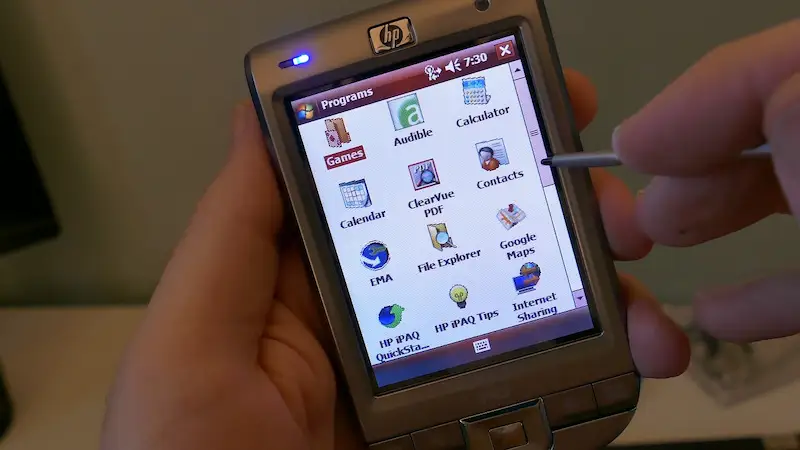 hp
7:30
Programs
Games
Audible
Calculator
Calendar
ClearVue
PDF
Contacts
EMA
File Explorer
Google
Maps
HP iPAQ
QuickSta...
HP iPAQ Tips
Internet
Sharing